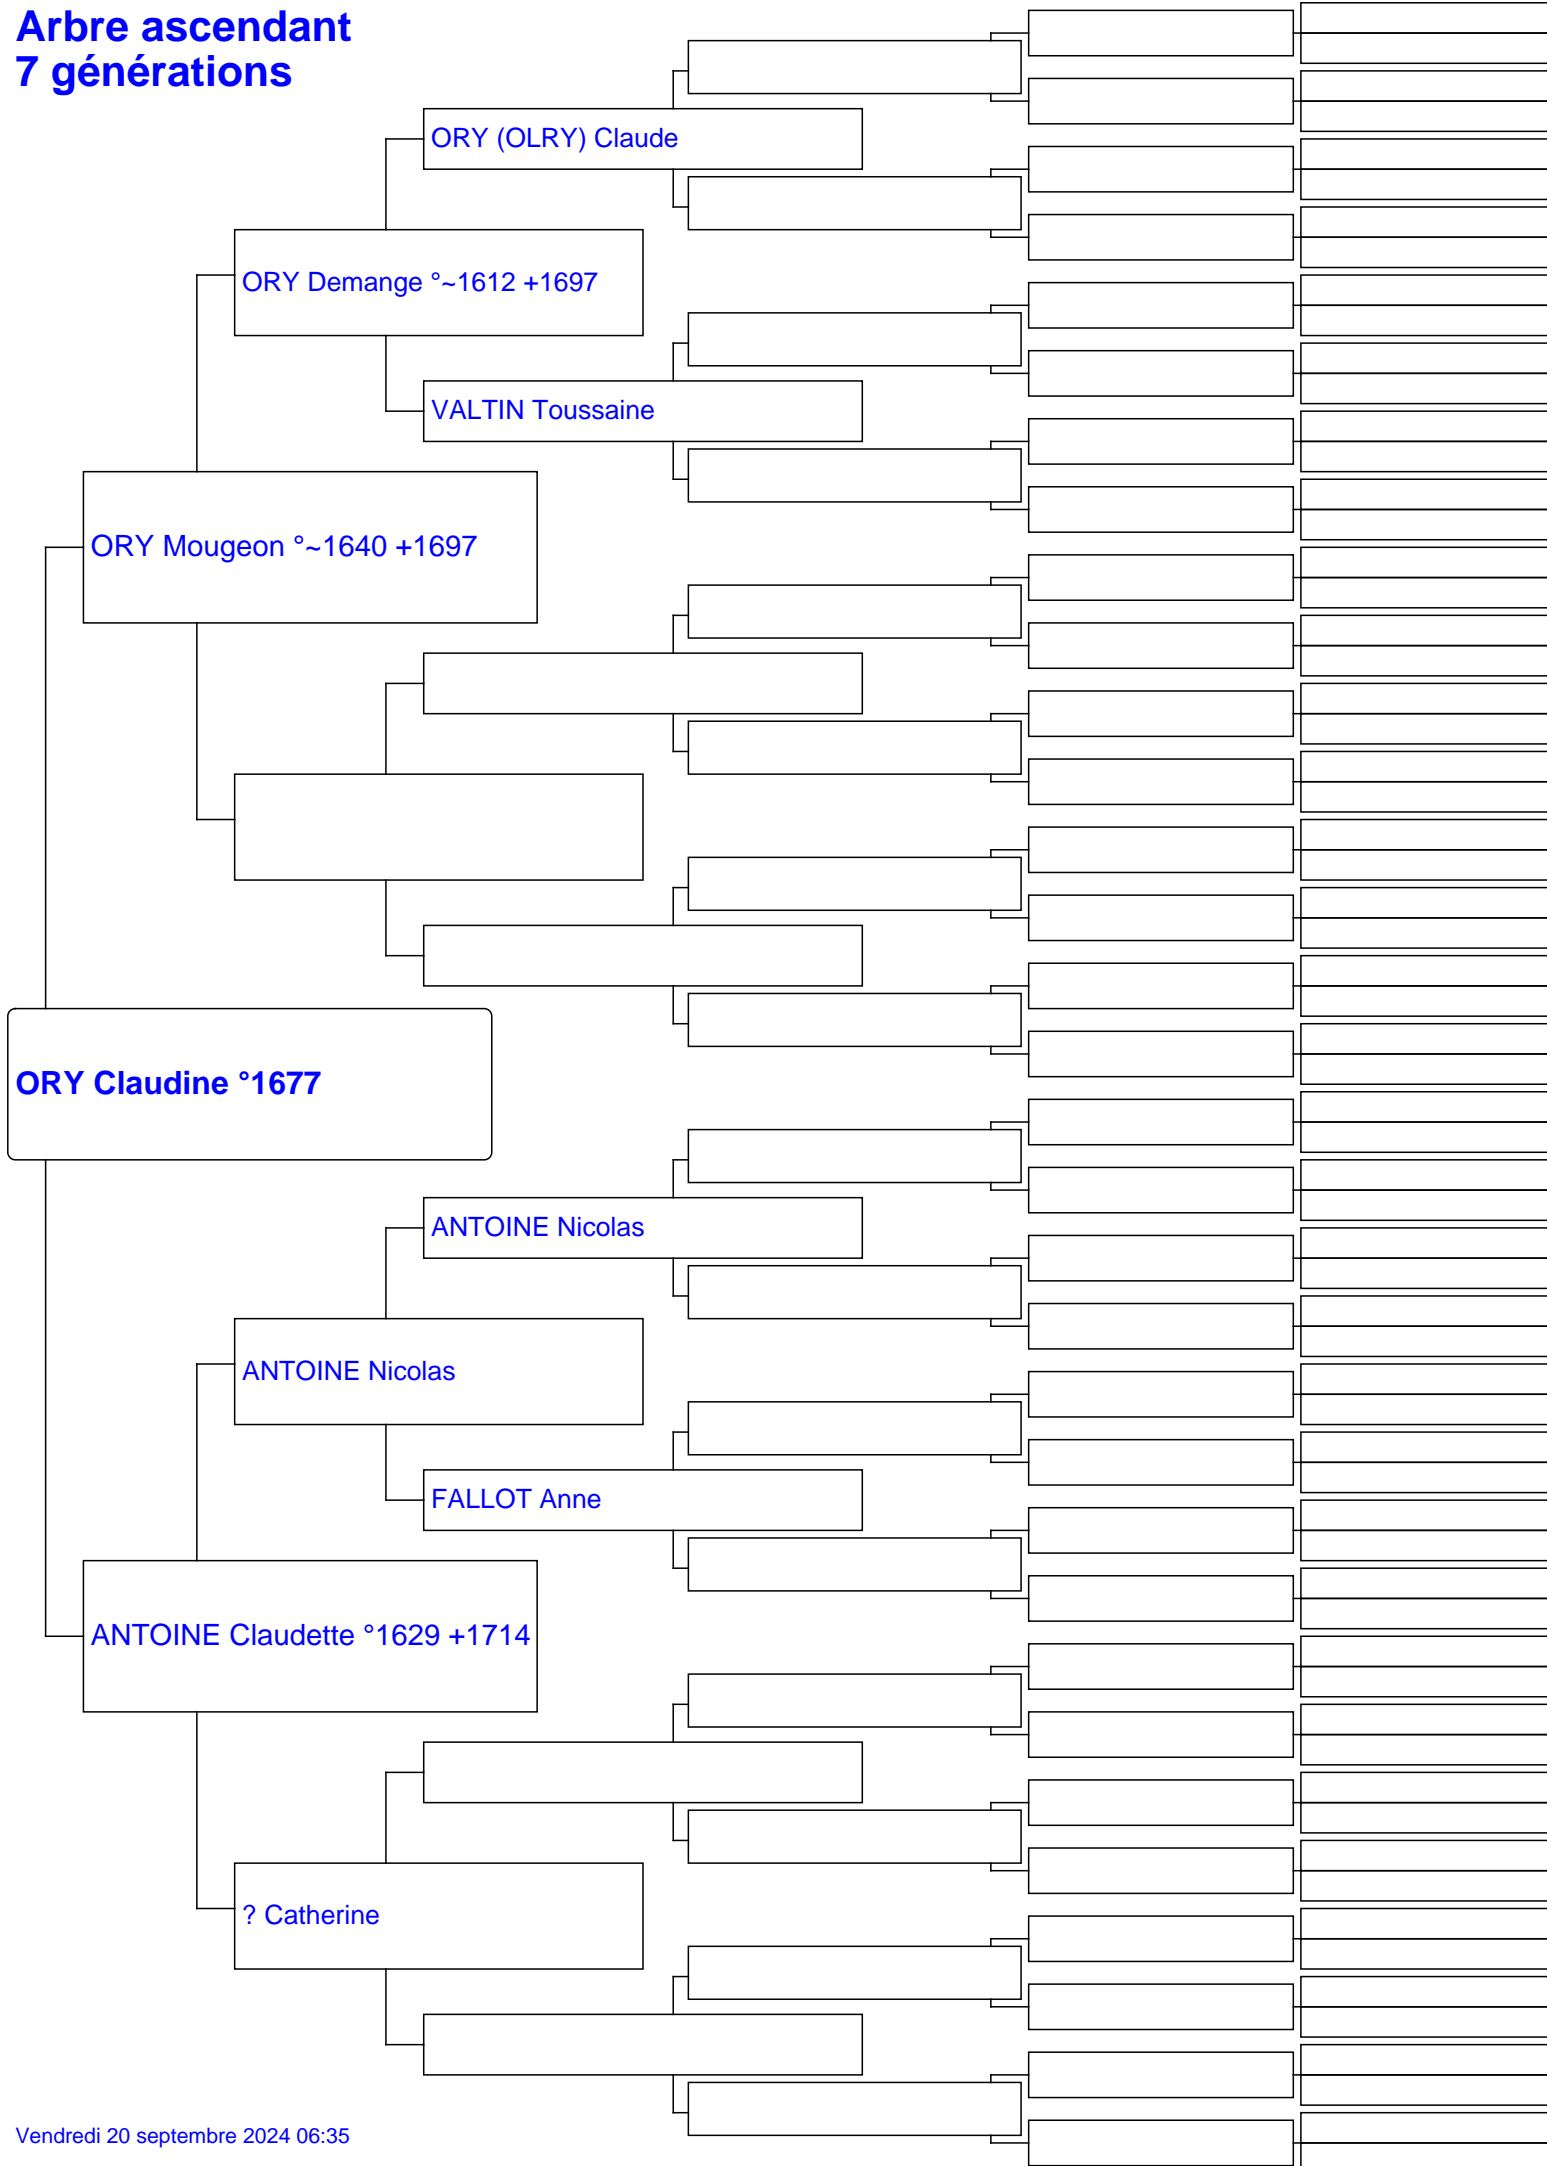 Arbre ascendant
7 générations
ORY (OLRY) Claude
ORY Demange °~1612 +1697
VALTIN Toussaine
ORY Mougeon °~1640 +1697
ORY Claudine °1677
ANTOINE Nicolas
ANTOINE Nicolas
FALLOT Anne
ANTOINE Claudette °1629 +1714
? Catherine
Vendredi 20 septembre 2024 06:35